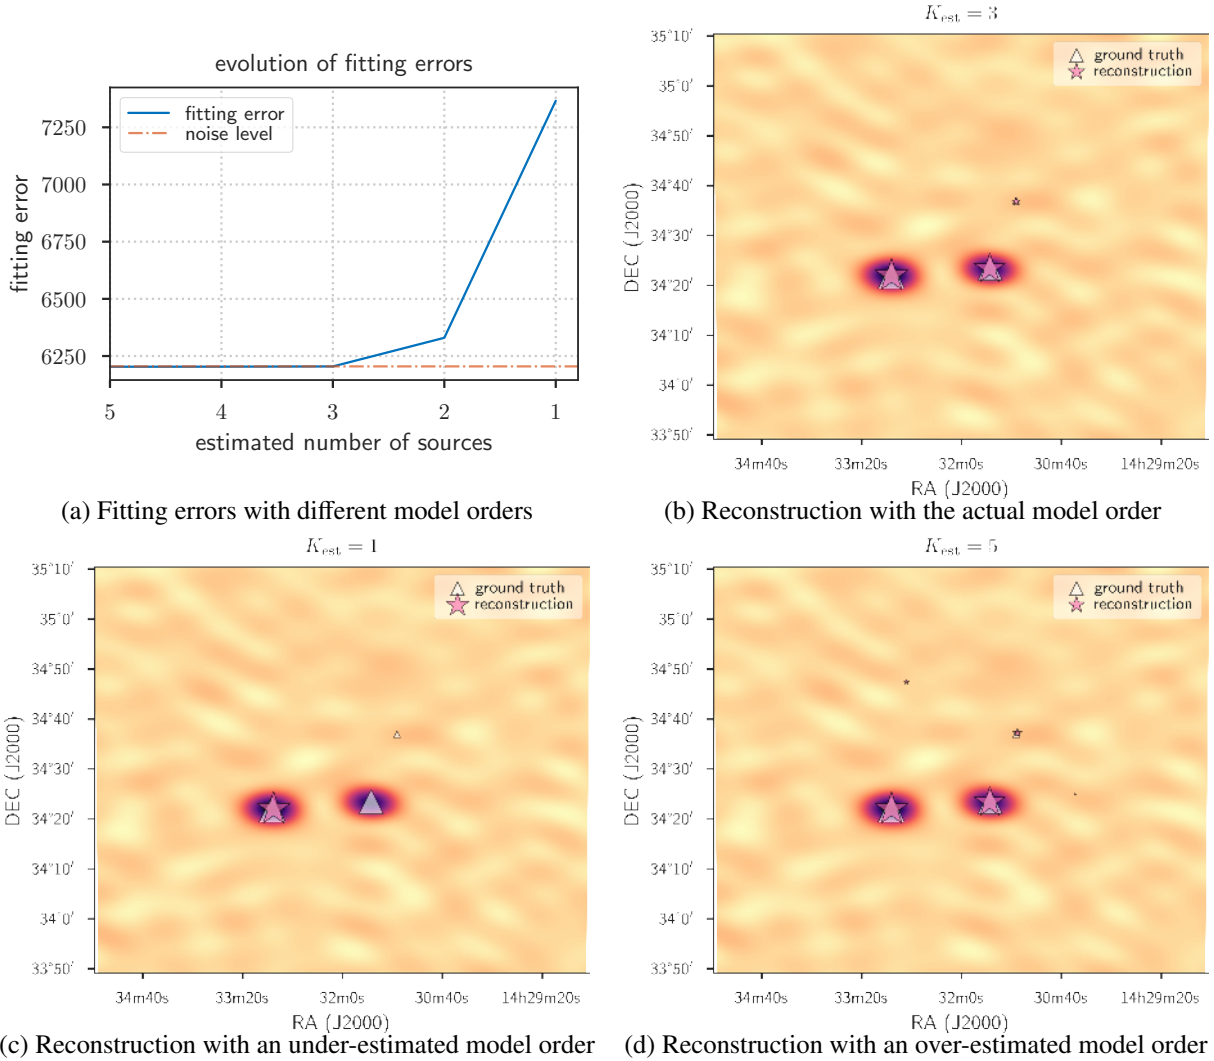 evolution of fitting errors
fitting error
noise level
7250
7000
6750
6500
6250
fitting error
5 4 3 2 1
estimated number of sources
(a) Fitting errors with different model orders
K_est = 3
ground truth
reconstruction
35°10′
35°0′
34°50′
34°40′
34°30′
34°20′
34°10′
34°0′
33°50′
DEC (J2000)
34m40s 33m20s 32m0s 30m40s 14h29m20s
RA (J2000)
(b) Reconstruction with the actual model order
K_est = 1
ground truth
reconstruction
35°10′
35°0′
34°50′
34°40′
34°30′
34°20′
34°10′
34°0′
33°50′
DEC (J2000)
34m40s 33m20s 32m0s 30m40s 14h29m20s
RA (J2000)
(c) Reconstruction with an under-estimated model order
K_est = 5
ground truth
reconstruction
35°10′
35°0′
34°50′
34°40′
34°30′
34°20′
34°10′
34°0′
33°50′
DEC (J2000)
34m40s 33m20s 32m0s 30m40s 14h29m20s
RA (J2000)
(d) Reconstruction with an over-estimated model order